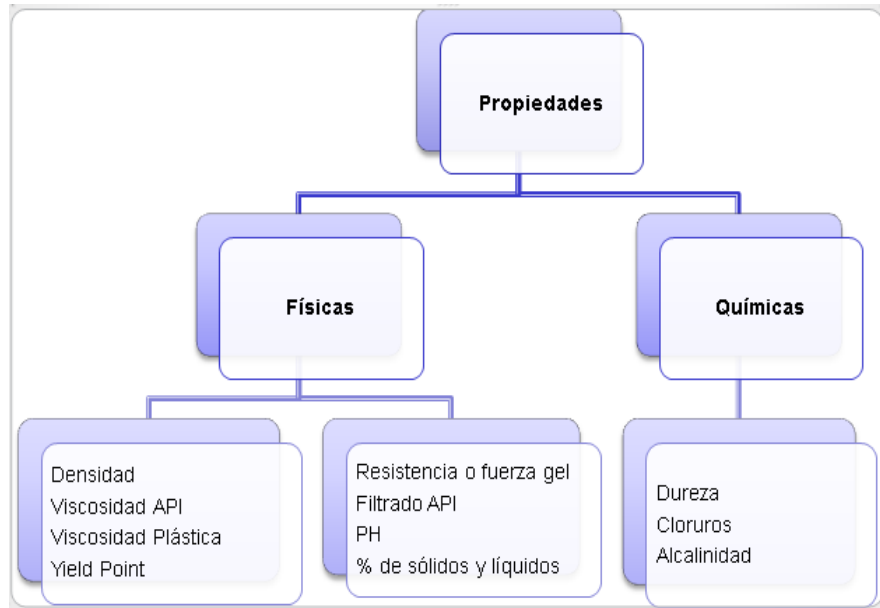 Propiedades
Físicas
Químicas
Densidad
Viscosidad API
Viscosidad Plástica
Yield Point
Resistencia o fuerza gel
Filtrado API
PH
% de sólidos y líquidos
Dureza
Cloruros
Alcalinidad